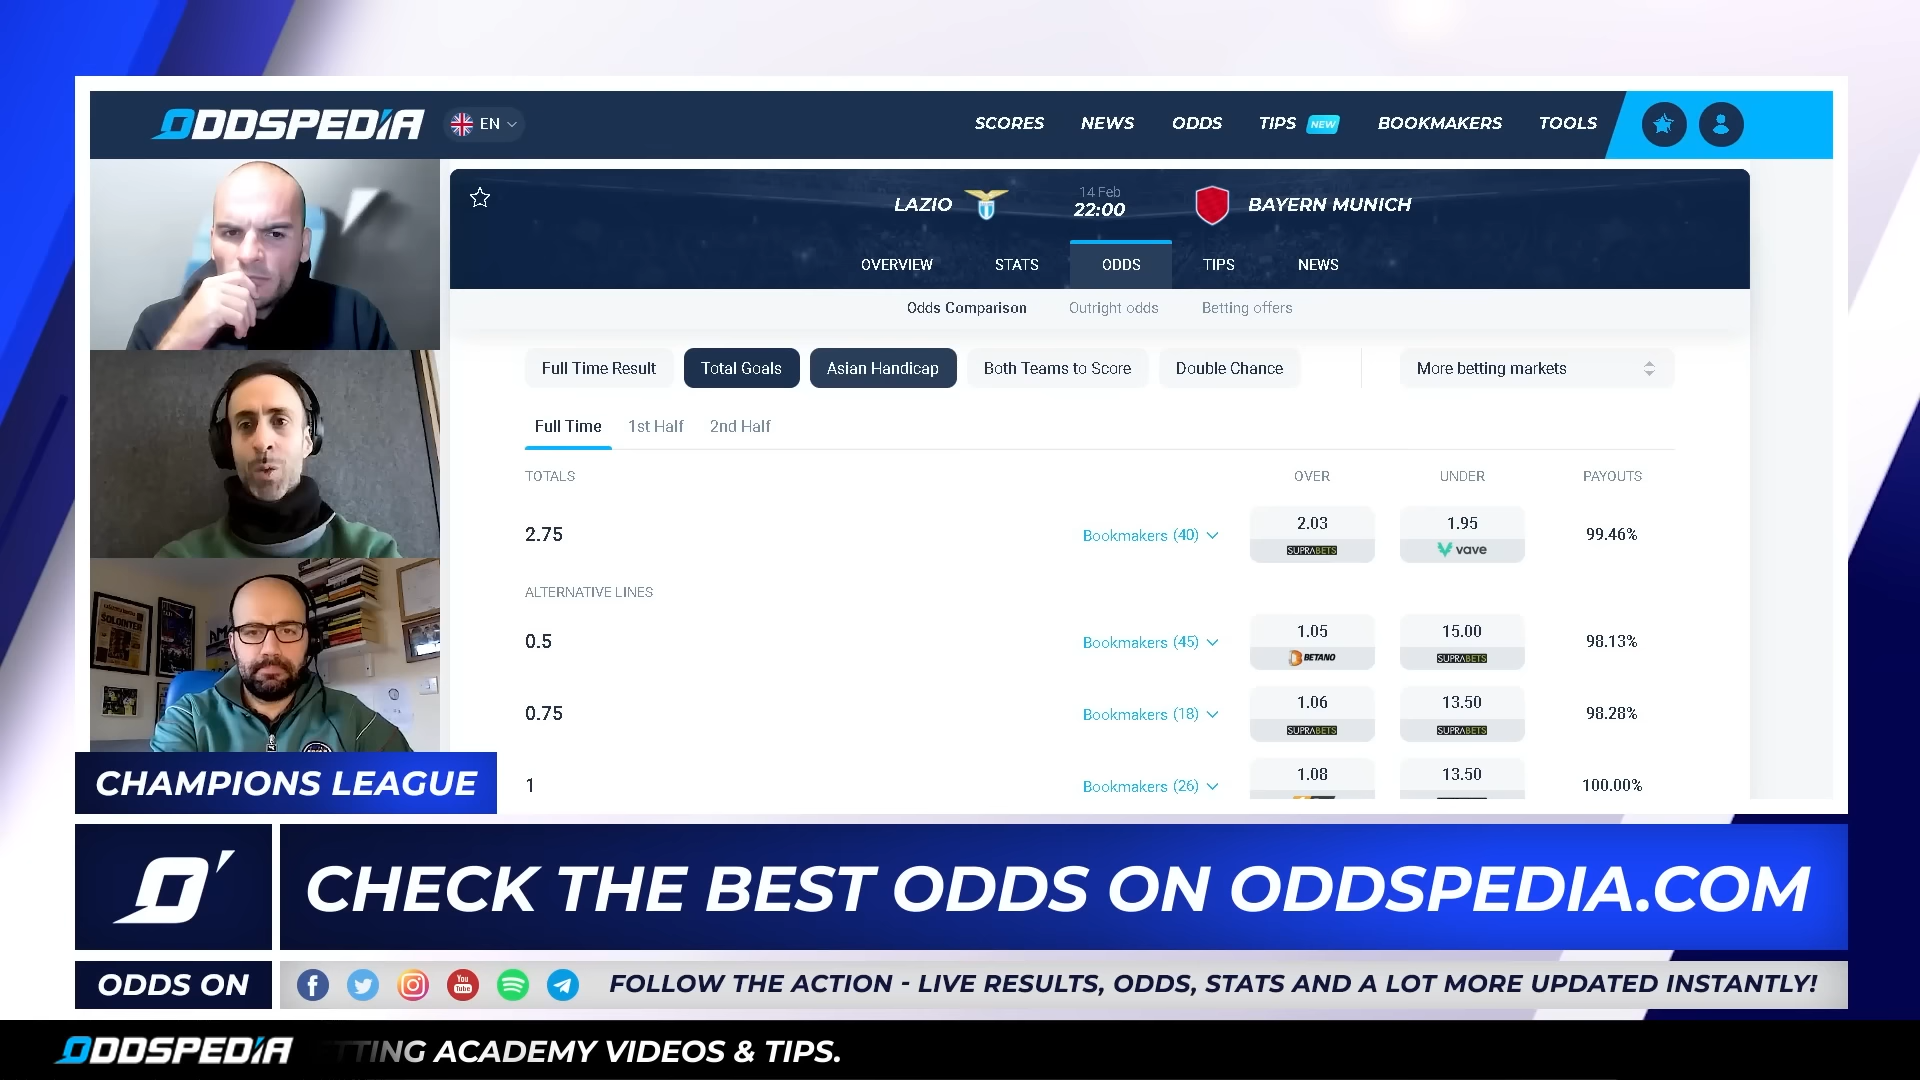 ODDSPEDIA
EN
SCORES
NEWS
ODDS
TIPS NEW
BOOKMAKERS
TOOLS
LAZIO
14 Feb
22:00
BAYERN MUNICH
OVERVIEW
STATS
ODDS
TIPS
NEWS
Odds Comparison
Outright odds
Betting offers
Full Time Result
Total Goals
Asian Handicap
Both Teams to Score
Double Chance
More betting markets
Full Time
1st Half
2nd Half
TOTALS
OVER
UNDER
PAYOUTS
2.75
Bookmakers (40)
2.03
SUPRABETS
1.95
vave
99.46%
ALTERNATIVE LINES
0.5
Bookmakers (45)
1.05
BETANO
15.00
SUPRABETS
98.13%
0.75
Bookmakers (18)
1.06
SUPRABETS
13.50
SUPRABETS
98.28%
1
Bookmakers (26)
1.08
13.50
100.00%
CHAMPIONS LEAGUE
O'
CHECK THE BEST ODDS ON ODDSPEDIA.COM
ODDS ON
You Tube
FOLLOW THE ACTION - LIVE RESULTS, ODDS, STATS AND A LOT MORE UPDATED INSTANTLY!
ODDSPEDIA
ETTING ACADEMY VIDEOS & TIPS.